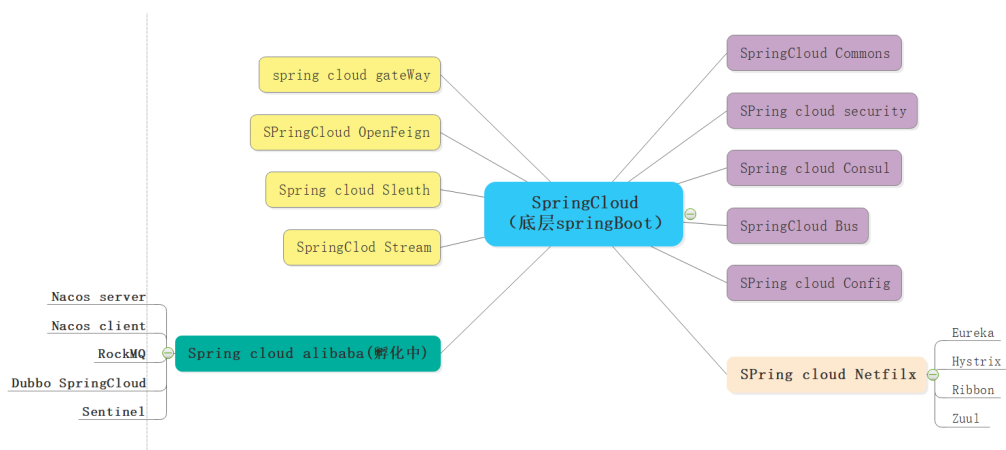 SpringCloud
（底层springBoot）
spring cloud gateWay
SPringCloud OpenFeign
Spring cloud Sleuth
SpringClod Stream
Spring cloud alibaba(孵化中)
Nacos server
Nacos client
RockMQ
Dubbo SpringCloud
Sentinel
SpringCloud Commons
SPring cloud security
Spring cloud Consul
SpringCloud Bus
SPring cloud Config
SPring cloud Netfilx
Eureka
Hystrix
Ribbon
Zuul